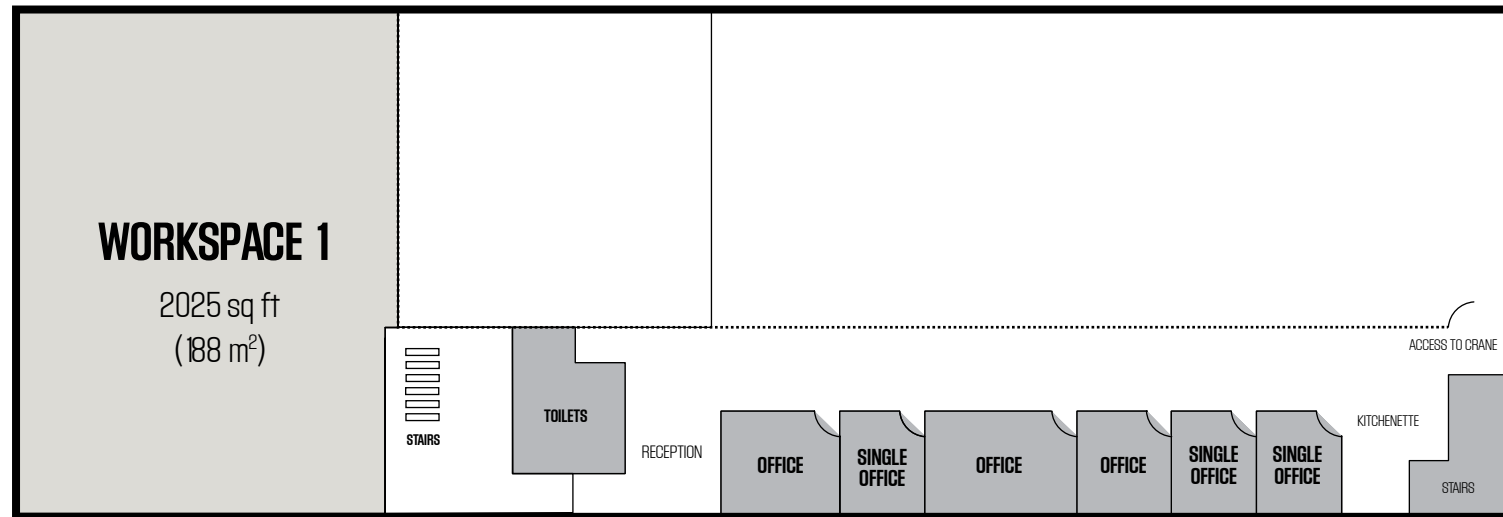 WORKSPACE 1
2025 sq ft
(188 m²)
STAIRS
TOILETS
RECEPTION
OFFICE
SINGLE
OFFICE
OFFICE
OFFICE
SINGLE
OFFICE
SINGLE
OFFICE
ACCESS TO CRANE
KITCHENETTE
STAIRS